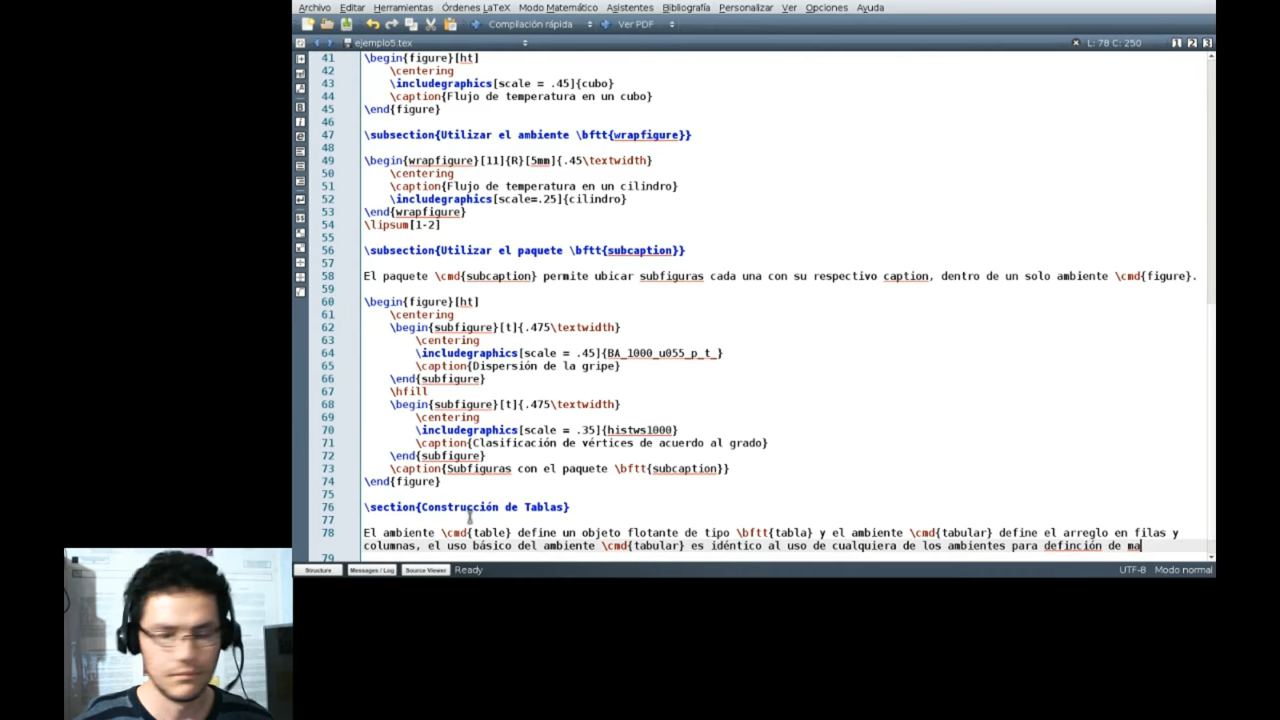 Archivo Editar Herramientas Órdenes LaTeX Modo Matemático Asistentes Bibliografía Personalizar Ver Opciones Ayuda
Compilación rápida Ver PDF
ejemplo5.tex L: 78 C: 250 1 2 3
41 \begin{figure}[ht]
42 \centering
43 \includegraphics[scale = .45]{cubo}
44 \caption{Flujo de temperatura en un cubo}
45 \end{figure}
46
47 \subsection{Utilizar el ambiente \bftt{wrapfigure}}
48
49 \begin{wrapfigure}[11]{R}[5mm]{.45\textwidth}
50 \centering
51 \caption{Flujo de temperatura en un cilindro}
52 \includegraphics[scale=.25]{cilindro}
53 \end{wrapfigure}
54 \lipsum[1-2]
55
56 \subsection{Utilizar el paquete \bftt{subcaption}}
57
58 El paquete \cmd{subcaption} permite ubicar subfiguras cada una con su respectivo caption, dentro de un solo ambiente \cmd{figure}.
59
60 \begin{figure}[ht]
61 \centering
62 \begin{subfigure}[t]{.475\textwidth}
63 \centering
64 \includegraphics[scale = .45]{BA_1000_u055_p_t_}
65 \caption{Dispersión de la gripe}
66 \end{subfigure}
67 \hfill
68 \begin{subfigure}[t]{.475\textwidth}
69 \centering
70 \includegraphics[scale = .35]{histws1000}
71 \caption{Clasificación de vértices de acuerdo al grado}
72 \end{subfigure}
73 \caption{Subfiguras con el paquete \bftt{subcaption}}
74 \end{figure}
75
76 \section{Construcción de Tablas}
77
78 El ambiente \cmd{table} define un objeto flotante de tipo \bftt{tabla} y el ambiente \cmd{tabular} define el arreglo en filas y
columnas, el uso básico del ambiente \cmd{tabular} es idéntico al uso de cualquiera de los ambientes para definción de ma
79
Structure Messages / Log Source Viewer Ready UTF-8 Modo normal